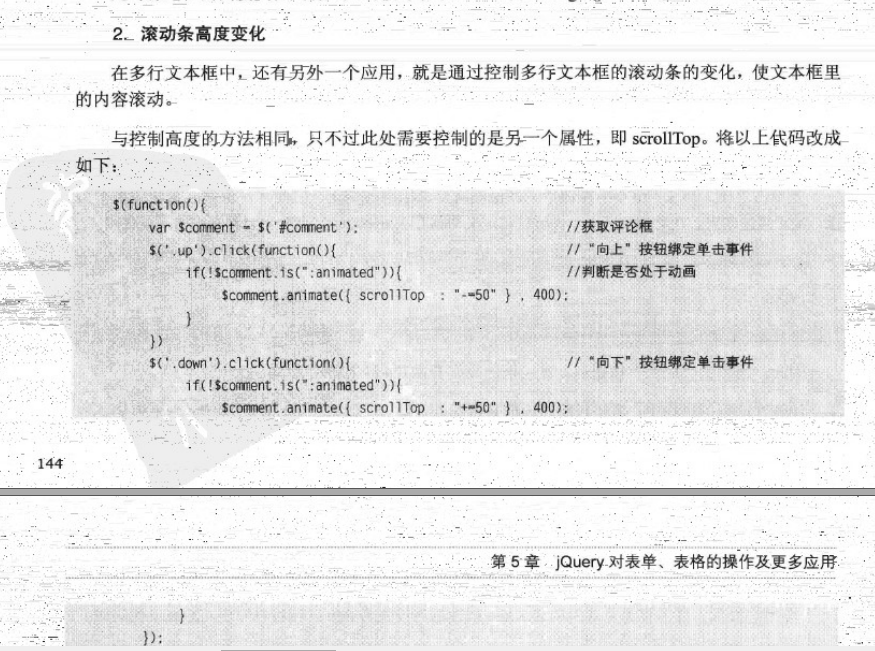 2. 滚动条高度变化
在多行文本框中，还有另外一个应用，就是通过控制多行文本框的滚动条的变化，使文本框里
的内容滚动。
与控制高度的方法相同，只不过此处需要控制的是另一个属性，即 scrollTop。将以上代码改成
如下：
$(function(){
var $comment = $('#comment'); //获取评论框
$('.up').click(function(){ // “向上” 按钮绑定单击事件
if(!$comment.is(":animated")){ //判断是否处于动画
$comment.animate({ scrollTop : "-=50" } , 400);
}
})
$('.down').click(function(){ // “向下” 按钮绑定单击事件
if(!$comment.is(":animated")){
$comment.animate({ scrollTop : "+=50" } , 400);
144
第 5 章 jQuery 对表单、表格的操作及更多应用
}
});